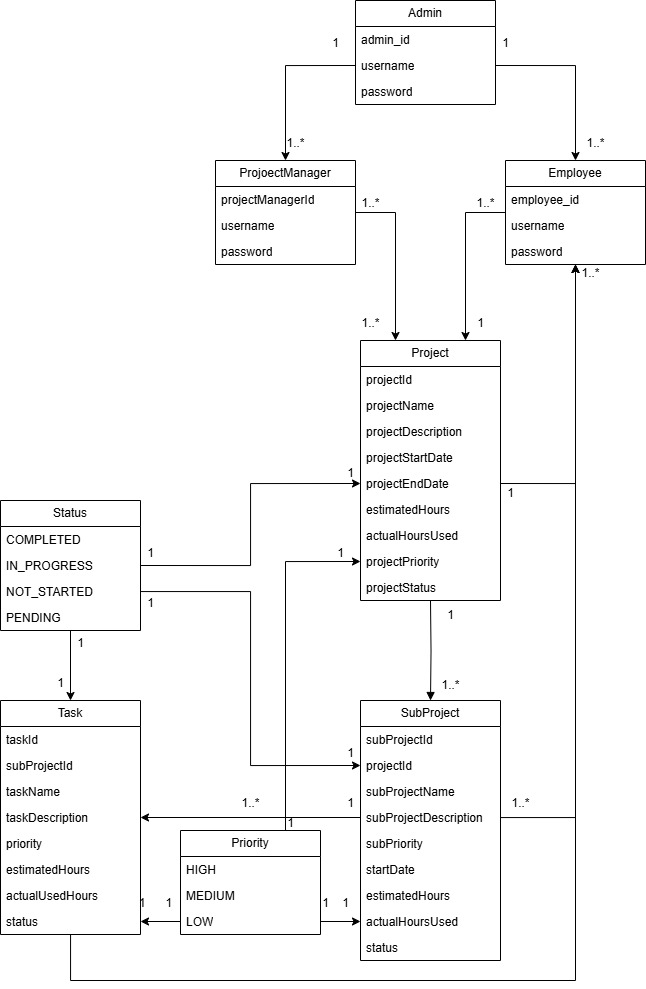 Admin
admin_id
username
password
1
1
1..*
1..*
ProjoectManager
projectManagerId
username
password
Employee
employee_id
username
password
1..*
1..*
1..*
1..*
1
Project
projectId
projectName
projectDescription
projectStartDate
projectEndDate
estimatedHours
actualHoursUsed
projectPriority
projectStatus
1
1
1
1
1..*
Status
COMPLETED
IN_PROGRESS
NOT_STARTED
PENDING
1
1
1
1
Task
taskId
subProjectId
taskName
taskDescription
priority
estimatedHours
actualUsedHours
status
SubProject
subProjectId
projectId
subProjectName
subProjectDescription
subPriority
startDate
estimatedHours
actualHoursUsed
status
1
1..*
1
1..*
1
Priority
HIGH
MEDIUM
LOW
1
1
1
1